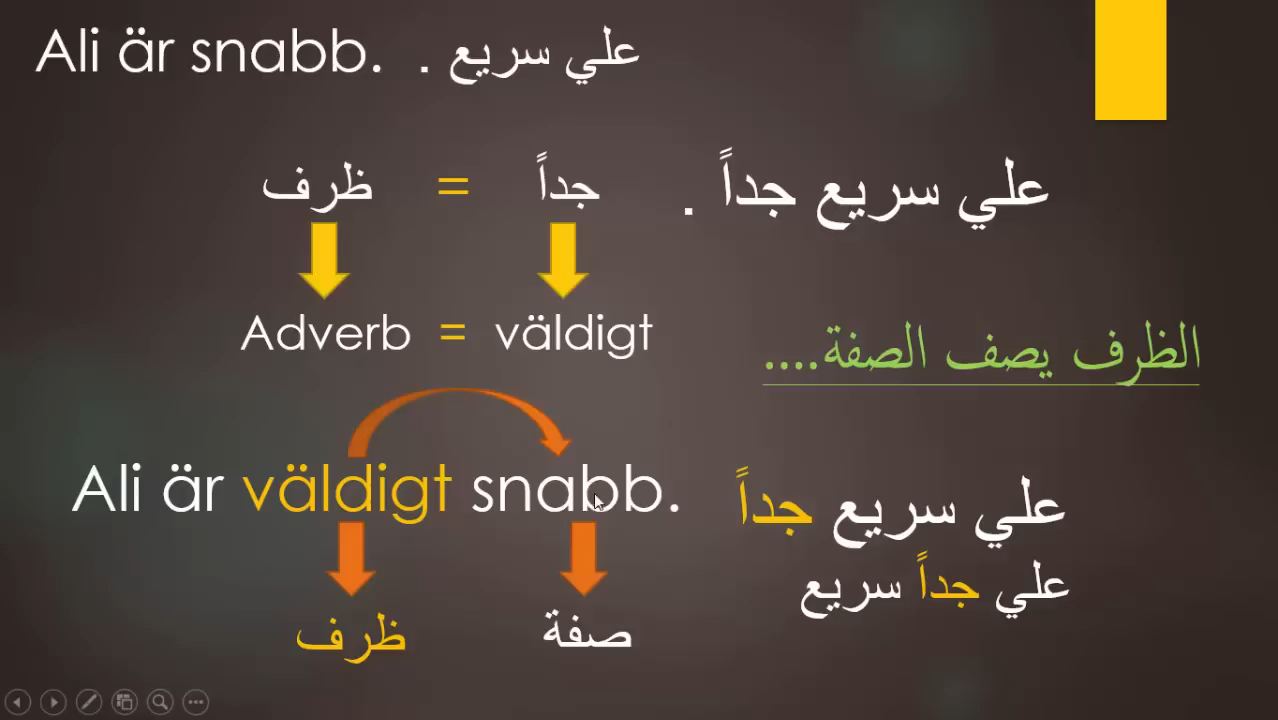 Ali är snabb. علي سريع .
علي سريع جداً .
جداً = ظرف
Adverb = väldigt
الظرف يصف الصفة....
Ali är väldigt snabb.
علي سريع جداً
علي جداً سريع
ظرف
صفة